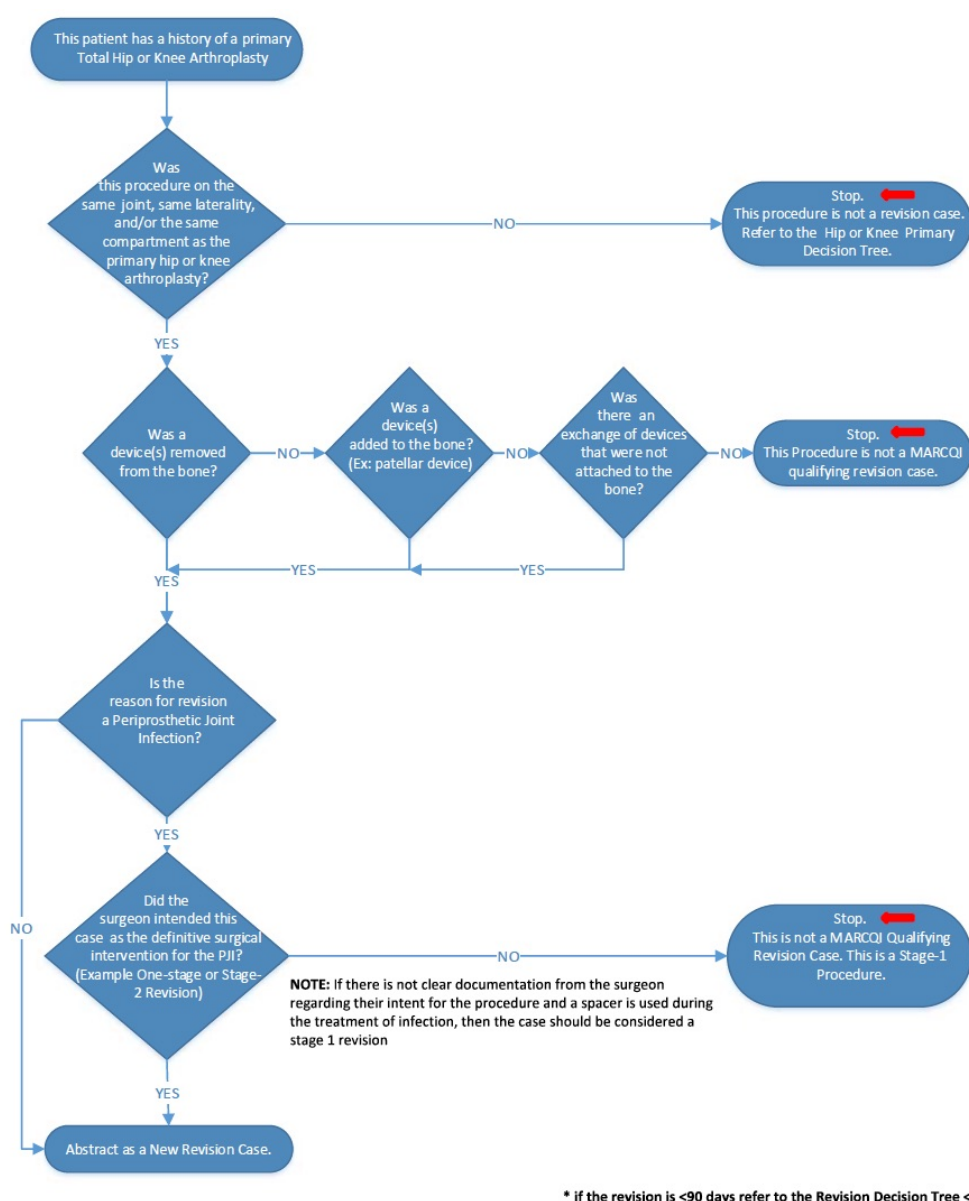 This patient has a history of a primary
Total Hip or Knee Arthroplasty
Was
this procedure on the
same joint, same laterality,
and/or the same
compartment as the
primary hip or knee
arthroplasty?
NO
Stop.
This procedure is not a revision case.
Refer to the Hip or Knee Primary
Decision Tree.
YES
Was a
device(s) removed
from the bone?
NO
Was a
device(s)
added to the bone?
(Ex: patellar device)
NO
Was
there an
exchange of devices
that were not
attached to the
bone?
NO
Stop.
This Procedure is not a MARCQI
qualifying revision case.
YES
YES
YES
Is the
reason for revision
a Periprosthetic Joint
Infection?
YES
NO
Did the
surgeon intended this
case as the definitive surgical
intervention for the PJI?
(Example One-stage or Stage-
2 Revision)
NO
Stop.
This is not a MARCQI Qualifying
Revision Case. This is a Stage-1
Procedure.
NOTE: If there is not clear documentation from the surgeon
regarding their intent for the procedure and a spacer is used during
the treatment of infection, then the case should be considered a
stage 1 revision
YES
Abstract as a New Revision Case.
* if the revision is <90 days refer to the Revision Decision Tree <